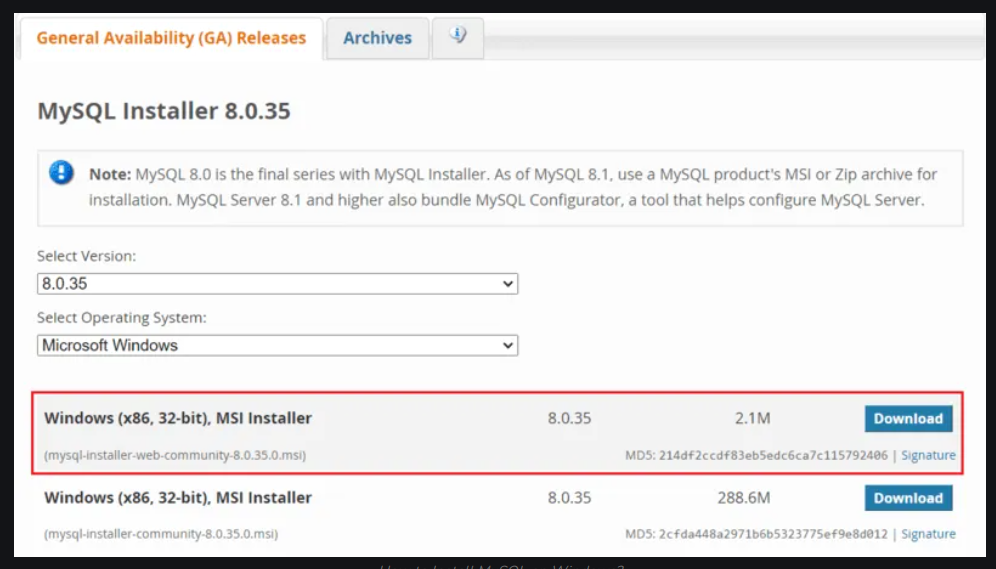 General Availability (GA) Releases
Archives
MySQL Installer 8.0.35
Note: MySQL 8.0 is the final series with MySQL Installer. As of MySQL 8.1, use a MySQL product's MSI or Zip archive for
installation. MySQL Server 8.1 and higher also bundle MySQL Configurator, a tool that helps configure MySQL Server.
Select Version:
8.0.35
Select Operating System:
Microsoft Windows
Windows (x86, 32-bit), MSI Installer 8.0.35 2.1M Download
(mysql-installer-web-community-8.0.35.0.msi) MD5: 214df2ccdf83eb5edc6ca7c115792406 | Signature
Windows (x86, 32-bit), MSI Installer 8.0.35 288.6M Download
(mysql-installer-community-8.0.35.0.msi) MD5: 2cfda448a2971b6b5323775ef9e8d012 | Signature